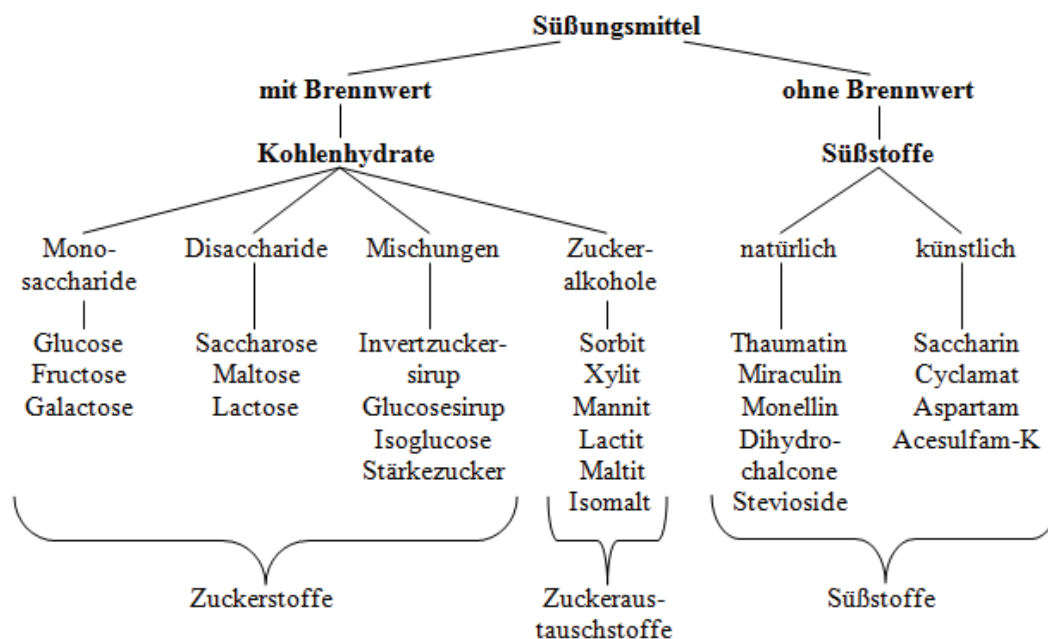 Süßungsmittel
mit Brennwert
ohne Brennwert
Kohlenhydrate
Süßstoffe
Mono-
saccharide
Disaccharide
Mischungen
Zucker-
alkohole
natürlich
künstlich
Glucose
Fructose
Galactose
Saccharose
Maltose
Lactose
Invertzucker-
sirup
Glucosesirup
Isoglucose
Stärkezucker
Sorbit
Xylit
Mannit
Lactit
Maltit
Isomalt
Thaumatin
Miraculin
Monellin
Dihydro-
chalcone
Stevioside
Saccharin
Cyclamat
Aspartam
Acesulfam-K
Zuckerstoffe
Zuckeraus-
tauschstoffe
Süßstoffe